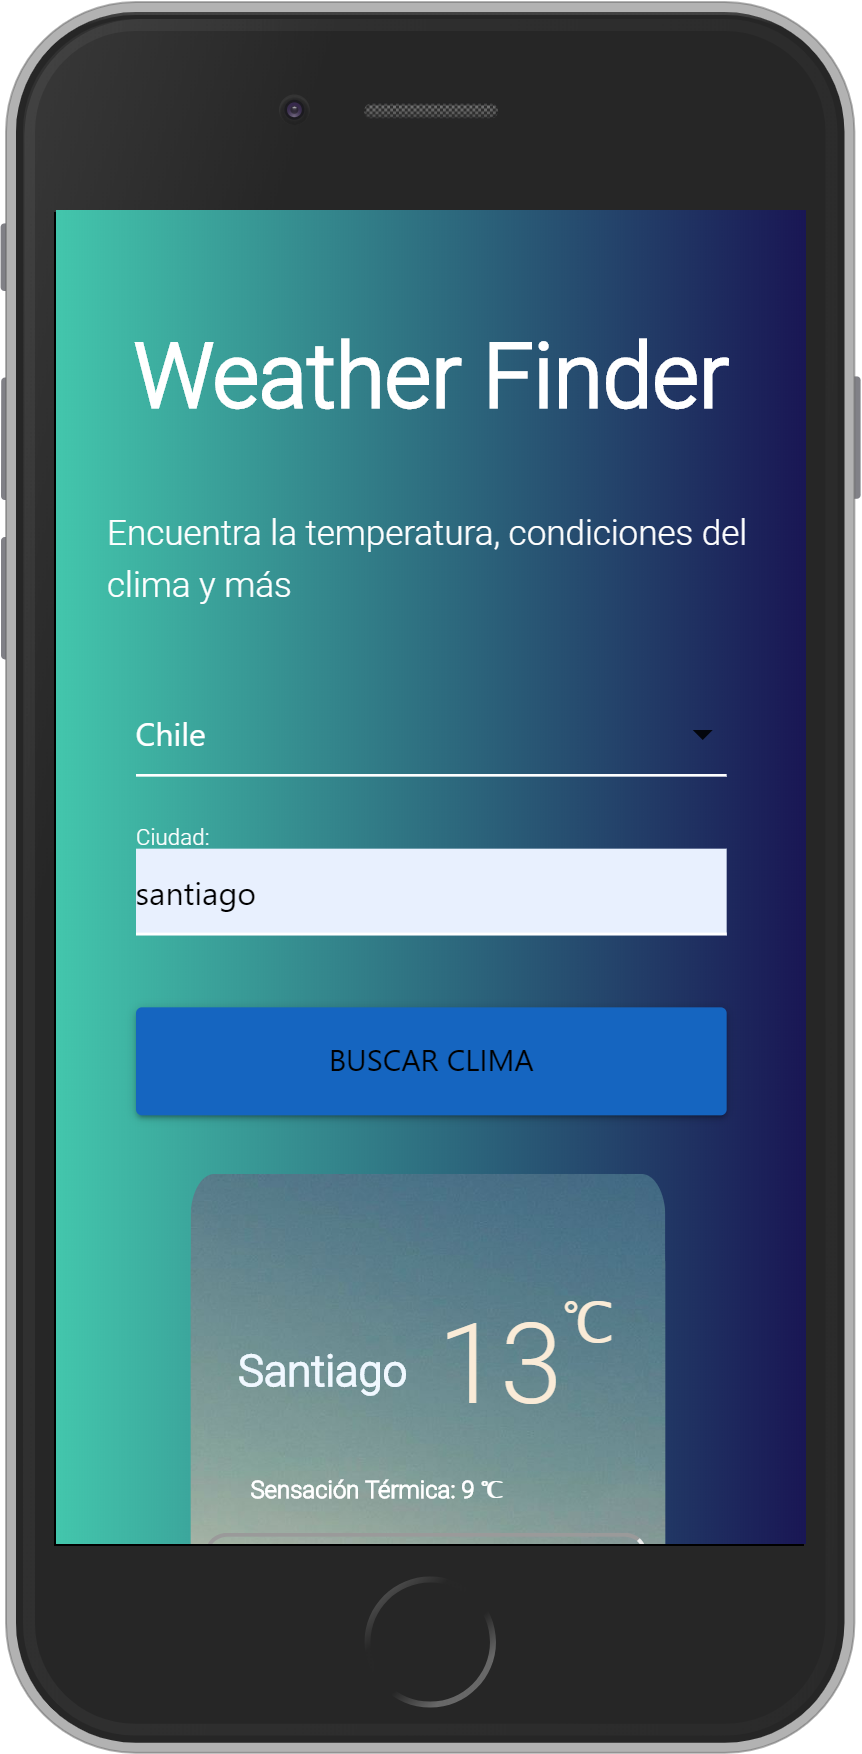 Weather Finder
Encuentra la temperatura, condiciones del
clima y más
Chile
Ciudad:
santiago
BUSCAR CLIMA
Santiago 13 ℃
Sensación Térmica: 9 ℃